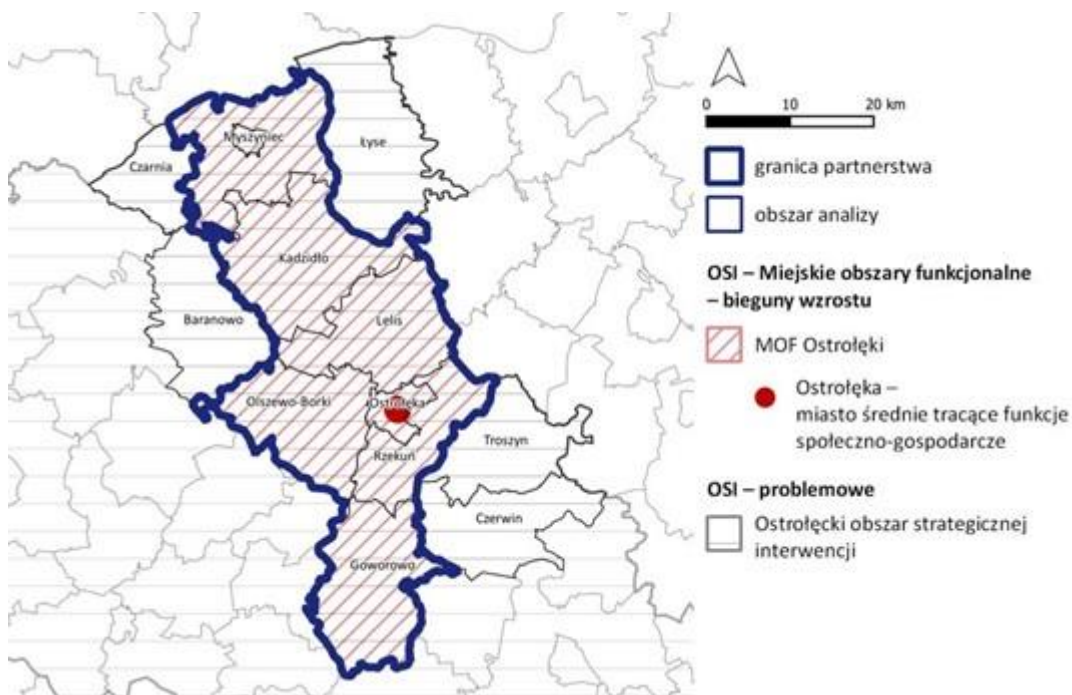 Myszyniec
Łyse
Czarnia
Kadzidło
Baranowo
Lelis
Olszewo-Borki
Ostrołęka
Troszyn
Rzekuń
Czerwin
Goworowo
0 10 20 km
granica partnerstwa
obszar analizy
OSI – Miejskie obszary funkcjonalne
– bieguny wzrostu
MOF Ostrołęki
Ostrołęka –
miasto średnie tracące funkcje
społeczno-gospodarcze
OSI – problemowe
Ostrołęcki obszar strategicznej
interwencji